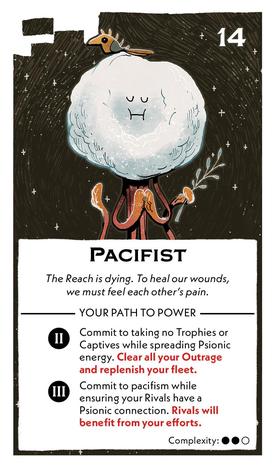 14
PACIFIST
The Reach is dying. To heal our wounds,
we must feel each other's pain.
YOUR PATH TO POWER
II
Commit to taking no Trophies or
Captives while spreading Psionic
energy. Clear all your Outrage
and replenish your fleet.
III
Commit to pacifism while
ensuring your Rivals have a
Psionic connection. Rivals will
benefit from your efforts.
Complexity: